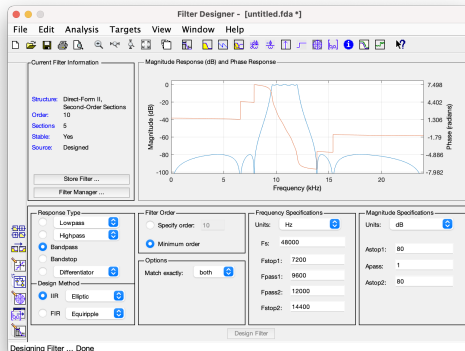 Filter Designer - [untitled.fda *]
File Edit Analysis Targets View Window Help
Current Filter Information
Structure: Direct-Form II,
Second-Order Sections
Order: 10
Sections 5
Stable: Yes
Source: Designed
Store Filter ...
Filter Manager ...
Magnitude Response (dB) and Phase Response
Magnitude (dB)
0
-20
-40
-60
-80
-100
0 5 10 15 20
Frequency (kHz)
7.498
4.402
1.306
-1.79
-4.886
-7.982
Phase (radians)
Response Type
Lowpass
Highpass
Bandpass
Bandstop
Differentiator
Design Method
IIR Elliptic
FIR Equiripple
Filter Order
Specify order: 10
Minimum order
Options
Match exactly: both
Frequency Specifications
Units: Hz
Fs: 48000
Fstop1: 7200
Fpass1: 9600
Fpass2: 12000
Fstop2: 14400
Magnitude Specifications
Units: dB
Astop1: 80
Apass: 1
Astop2: 80
Design Filter
Designing Filter ... Done